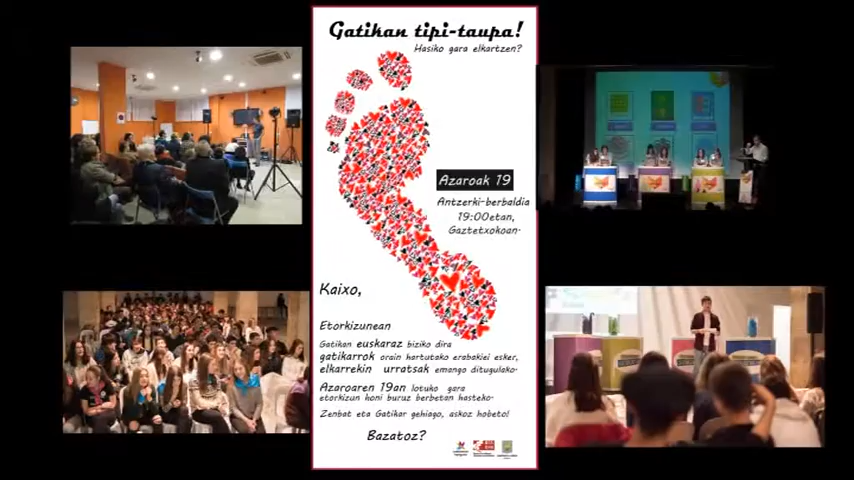 Gatikan tipi-taupa!
Hasiko gara elkartzen?
Azaroak 19
Antzerki-berbaldia
19:00etan,
Gaztetxokoan.
Kaixo,
Etorkizunean
Gatikan euskaraz biziko dira
gatikarrok orain hartutako erabakiei esker,
elkarrekin urratsak emango ditugulako.
Azaroaren 19an lotuko gara
etorkizun honi buruz berbetan hasteko.
Zenbat eta Gatikar gehiago, askoz hobeto!
Bazatoz?